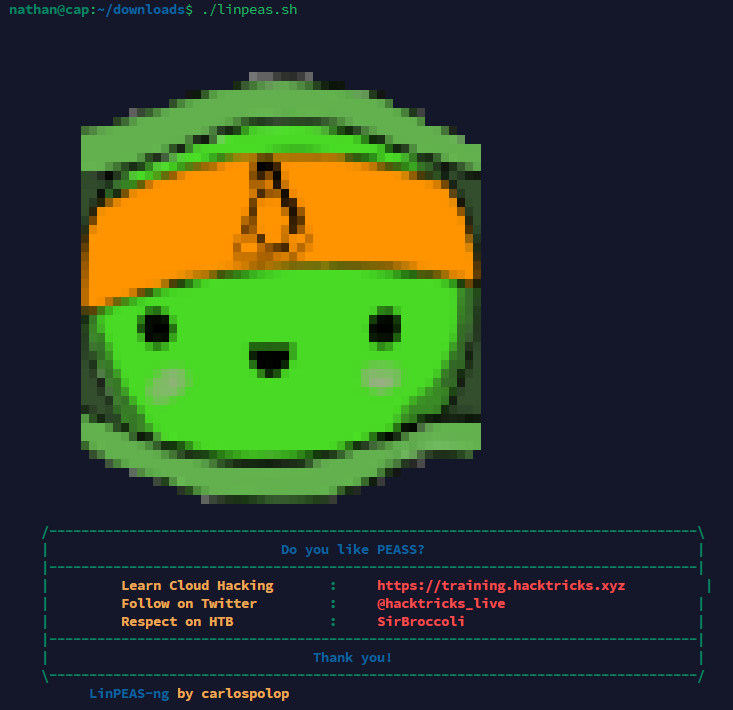 nathan@cap:~/downloads$ ./linpeas.sh
/---------------------------------------------------------------------------------\
|                             Do you like PEASS?                                  |
|---------------------------------------------------------------------------------|
|         Learn Cloud Hacking       :     https://training.hacktricks.xyz          |
|         Follow on Twitter         :     @hacktricks_live                        |
|         Respect on HTB            :     SirBroccoli                             |
|---------------------------------------------------------------------------------|
|                                 Thank you!                                      |
\---------------------------------------------------------------------------------/
LinPEAS-ng by carlospolop